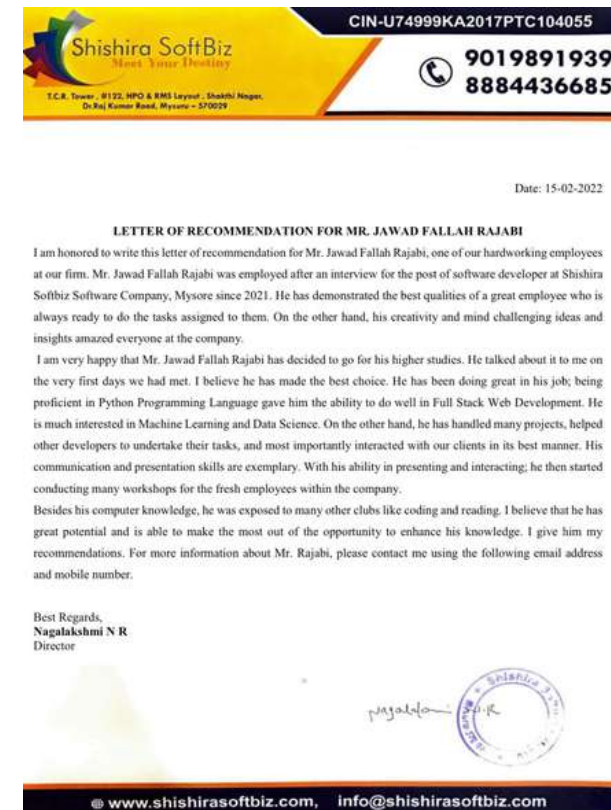 CIN-U74999KA2017PTC104055
Shishira SoftBiz
Meet Your Destiny
9019891939
8884436685
T.C.R. Tower, #122, HPO & RMS Layout, Shakthi Nagar,
Dr.Raj Kumar Road, Mysuru – 570029
Date: 15-02-2022
LETTER OF RECOMMENDATION FOR MR. JAWAD FALLAH RAJABI
I am honored to write this letter of recommendation for Mr. Jawad Fallah Rajabi, one of our hardworking employees
at our firm. Mr. Jawad Fallah Rajabi was employed after an interview for the post of software developer at Shishira
Softbiz Software Company, Mysore since 2021. He has demonstrated the best qualities of a great employee who is
always ready to do the tasks assigned to them. On the other hand, his creativity and mind challenging ideas and
insights amazed everyone at the company.
I am very happy that Mr. Jawad Fallah Rajabi has decided to go for his higher studies. He talked about it to me on
the very first days we had met. I believe he has made the best choice. He has been doing great in his job; being
proficient in Python Programming Language gave him the ability to do well in Full Stack Web Development. He
is much interested in Machine Learning and Data Science. On the other hand, he has handled many projects, helped
other developers to undertake their tasks, and most importantly interacted with our clients in its best manner. His
communication and presentation skills are exemplary. With his ability in presenting and interacting; he then started
conducting many workshops for the fresh employees within the company.
Besides his computer knowledge, he was exposed to many other clubs like coding and reading. I believe that he has
great potential and is able to make the most out of the opportunity to enhance his knowledge. I give him my
recommendations. For more information about Mr. Rajabi, please contact me using the following email address
and mobile number.
Best Regards,
Nagalakshmi N R
Director
Shishira
www.shishirasoftbiz.com, info@shishirasoftbiz.com